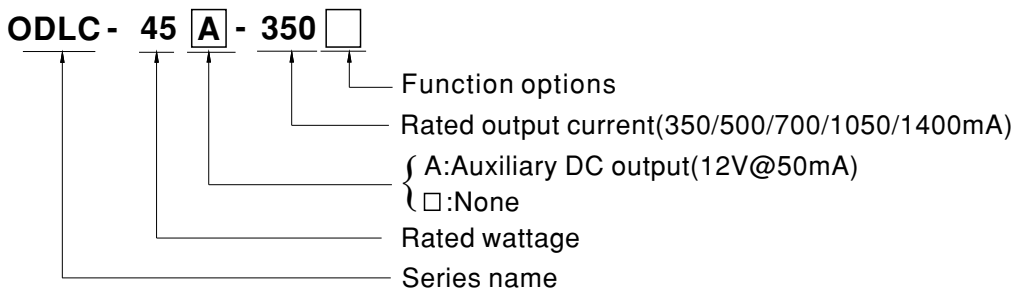 ODLC - 45 A - 350 □
Function options
Rated output current(350/500/700/1050/1400mA)
A:Auxiliary DC output(12V@50mA)
□:None
Rated wattage
Series name